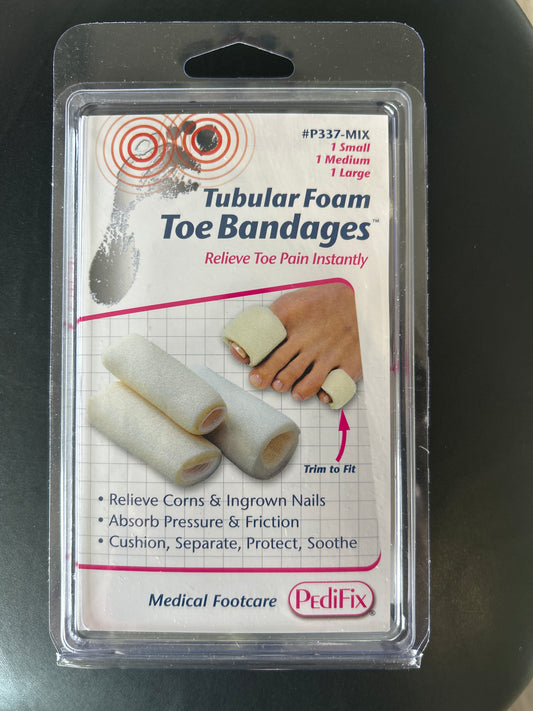 #P337-MIX
1 Small
1 Medium
1 Large
Tubular Foam
Toe Bandages™
Relieve Toe Pain Instantly
Trim to Fit
• Relieve Corns & Ingrown Nails
• Absorb Pressure & Friction
• Cushion, Separate, Protect, Soothe
Medical Footcare PediFix®